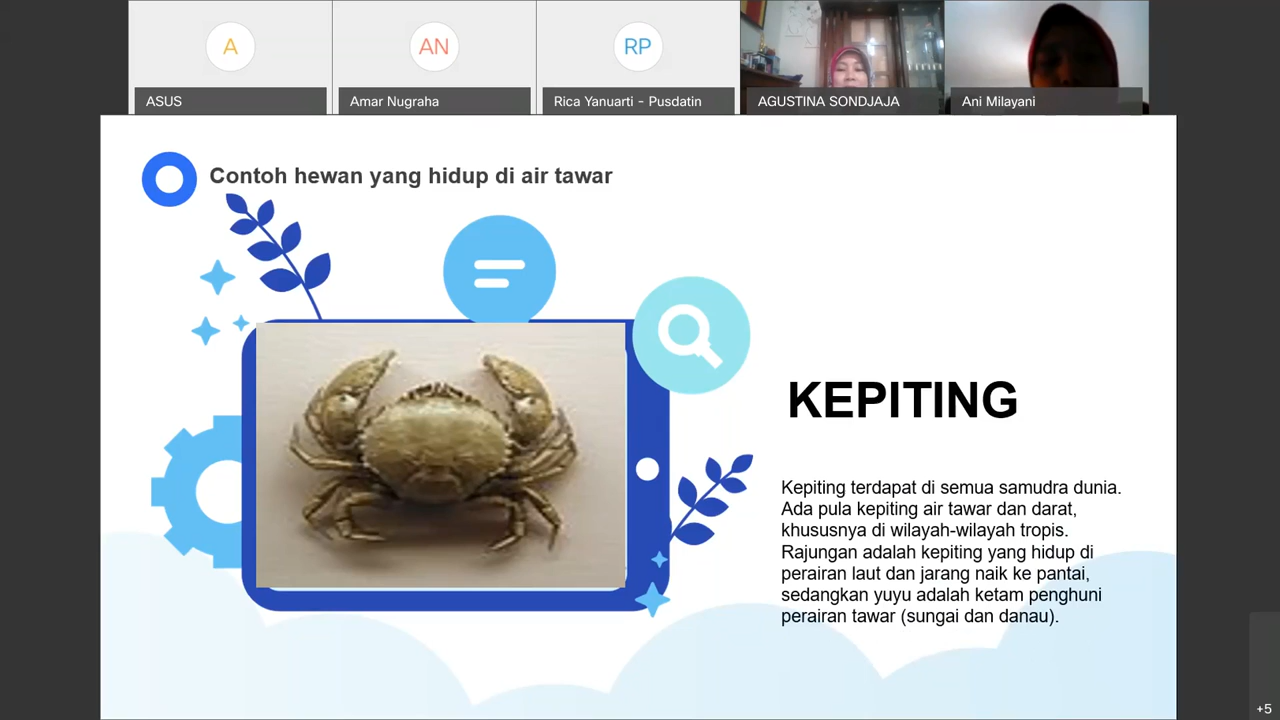 A
AN
RP
ASUS
Amar Nugraha
Rica Yanuarti - Pusdatin
AGUSTINA SONDJAJA
Ani Milayani
Contoh hewan yang hidup di air tawar
KEPITING
Kepiting terdapat di semua samudra dunia.
Ada pula kepiting air tawar dan darat,
khususnya di wilayah-wilayah tropis.
Rajungan adalah kepiting yang hidup di
perairan laut dan jarang naik ke pantai,
sedangkan yuyu adalah ketam penghuni
perairan tawar (sungai dan danau).
+5